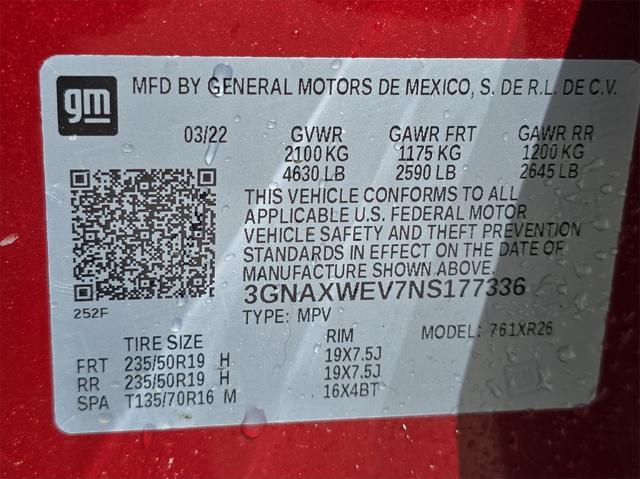 gm
MFD BY GENERAL MOTORS DE MEXICO, S. DE R.L. DE C.V.
03/22 GVWR GAWR FRT GAWR RR
2100 KG 1175 KG 1200 KG
4630 LB 2590 LB 2645 LB
THIS VEHICLE CONFORMS TO ALL
APPLICABLE U.S. FEDERAL MOTOR
VEHICLE SAFETY AND THEFT PREVENTION
STANDARDS IN EFFECT ON THE DATE OF
MANUFACTURE SHOWN ABOVE.
3GNAXWEV7NS177336
252F
TYPE: MPV
MODEL: 761XR26
TIRE SIZE RIM
FRT 235/50R19 H 19X7.5J
RR 235/50R19 H 19X7.5J
SPA T135/70R16 M 16X4BT